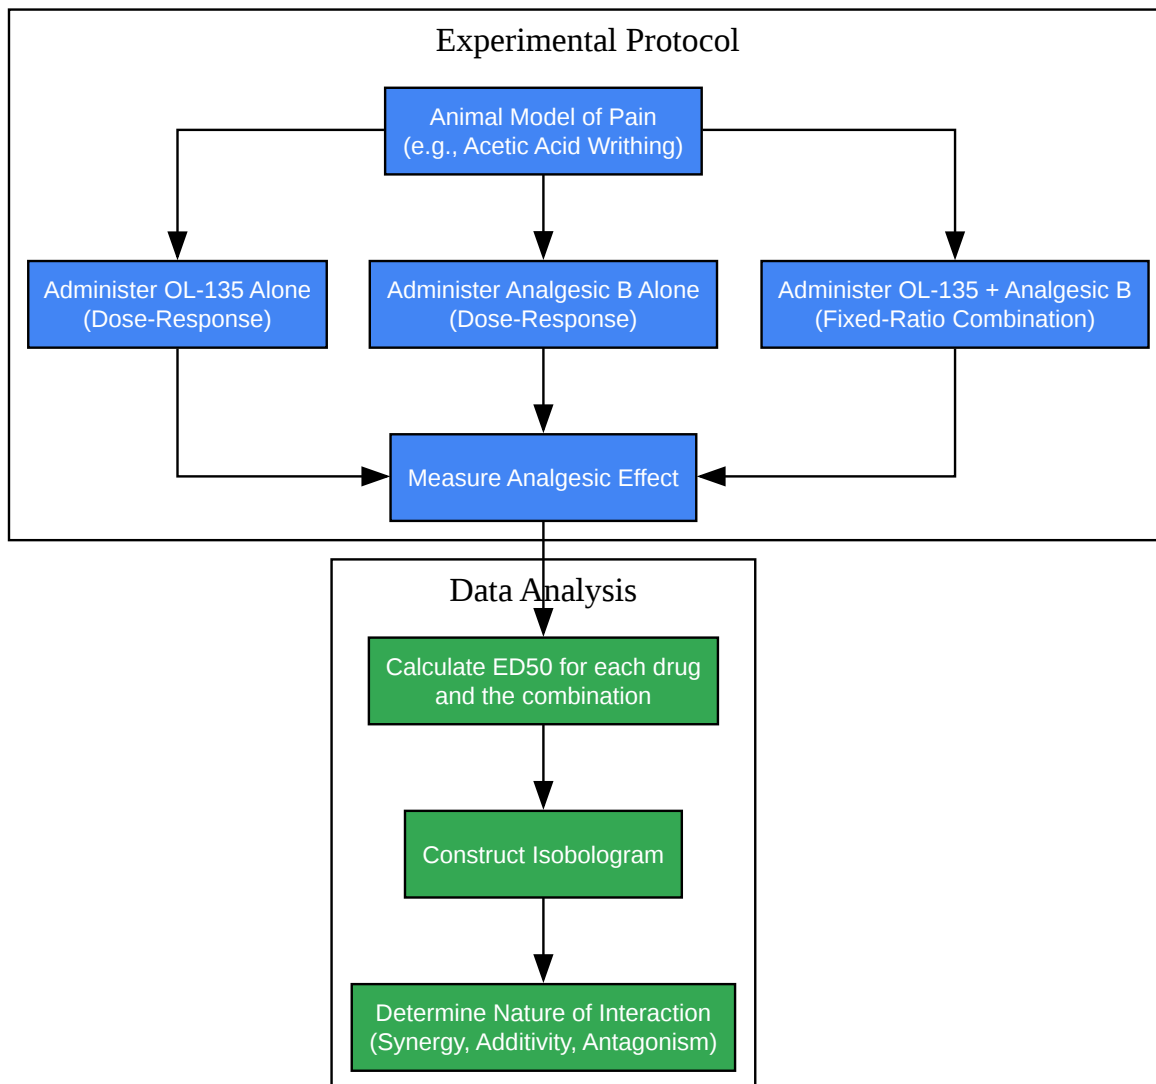 Experimental Protocol
Animal Model of Pain
(e.g., Acetic Acid Writhing)
Administer OL-135 Alone
(Dose-Response)
Administer Analgesic B Alone
(Dose-Response)
Administer OL-135 + Analgesic B
(Fixed-Ratio Combination)
Measure Analgesic Effect
Data Analysis
Calculate ED50 for each drug
and the combination
Construct Isobologram
Determine Nature of Interaction
(Synergy, Additivity, Antagonism)